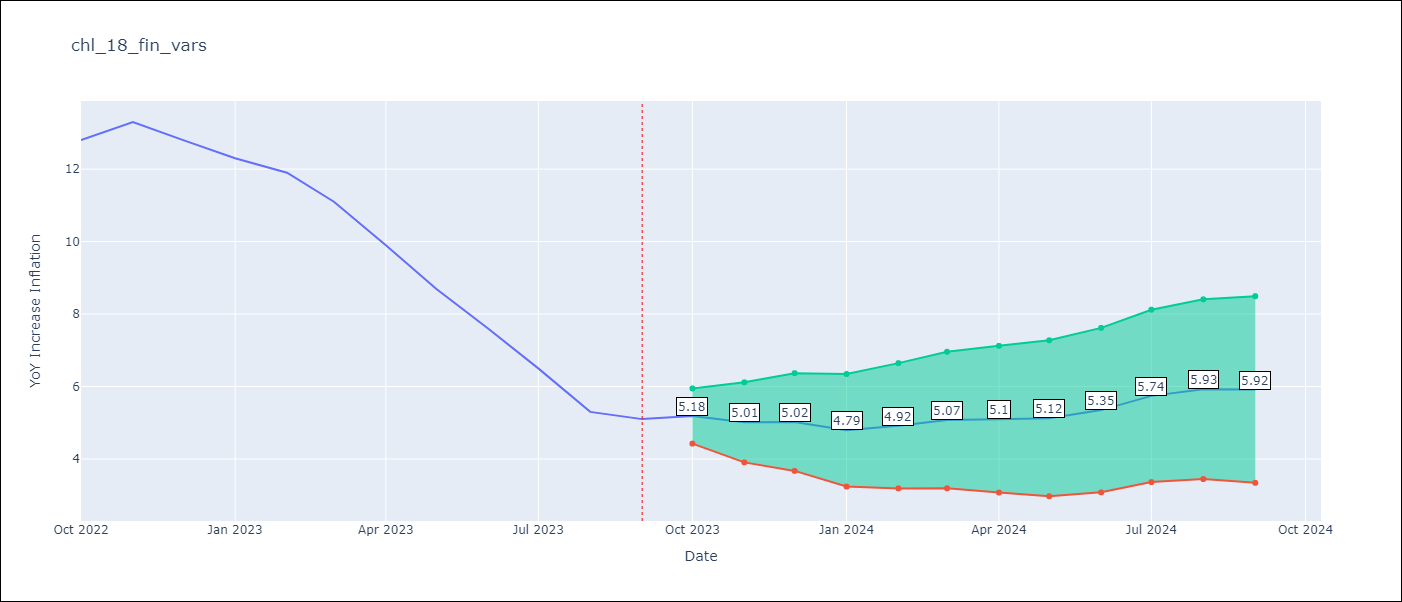 chl_18_fin_vars
YoY Increase Inflation
12
10
8
6
4
5.18
5.01
5.02
4.79
4.92
5.07
5.1
5.12
5.35
5.74
5.93
5.92
Oct 2022
Jan 2023
Apr 2023
Jul 2023
Oct 2023
Jan 2024
Apr 2024
Jul 2024
Oct 2024
Date